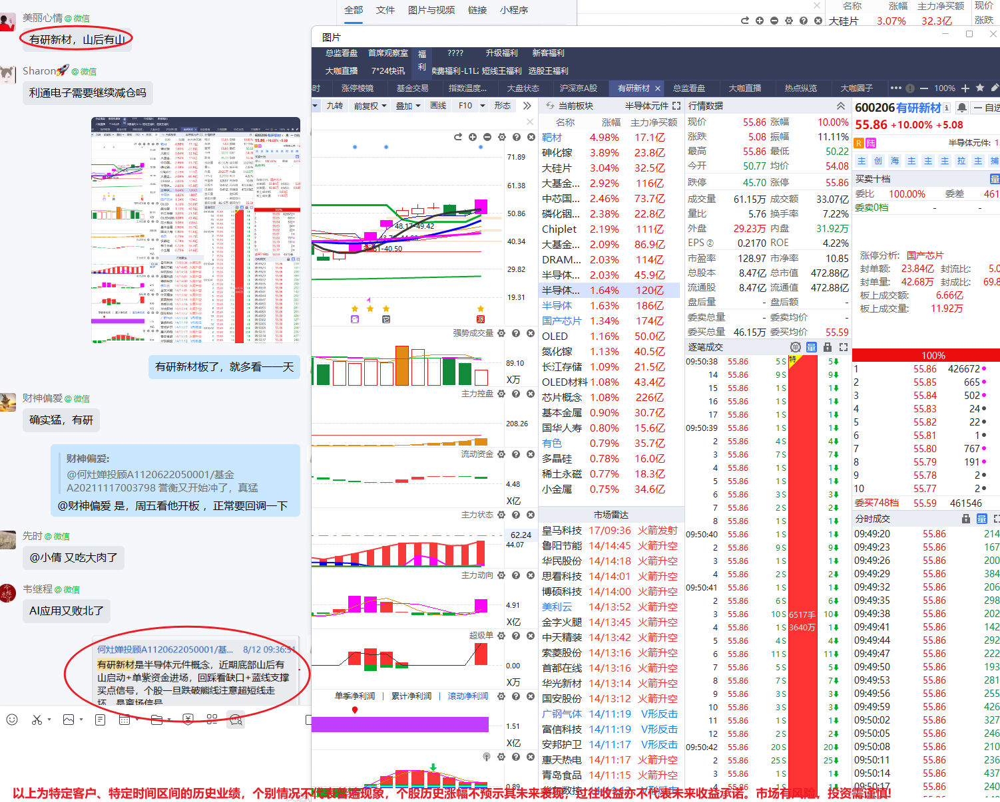 美丽心情@微信
有研新材，山后有山
Sharon🚀@微信
利通电子需要继续减仓吗
有研新材板了，就多看一一天
财神偏爱@微信
确实猛，有研
财神偏爱:
@何灶婵投顾A1120622050001/基金
A20211117003798 誉衡又开始冲了，真猛
@财神偏爱 是，周五看他开板 ，正常要回调一下
先时@微信
@小倩 又吃大肉了
韦继程@微信
AI应用又败北了
何灶婵投顾A1120622050001/基... 8/12 09:36:51
有研新材是半导体元件概念，近期底部山后有
山启动+单紫资金进场，回踩看缺口+蓝线支撑
买点信号，个股一旦跌破熊线注意超短线走
坏，是离场信号
全部 文件 图片与视频 链接 小程序
名称 涨幅 主力净买额 现价
大硅片 3.07% 32.3亿 涨跌
图片
总监看盘 首席观察室 福利 ???? 升级福利 新客福利
大咖直播 7*24快讯 续费福利-L1L2 短线王福利 选股王福利
时 涨停棱镜 基金交易 指数温度... 大盘状态 沪深京A股 有研新材 总监看盘 大咖直播 热点纵览 大咖圈子 100%
九转 前复权 叠加 画线 F10 形态
71.89
61.38
50.86
40.34
29.82
19.31
48.17-49.42
强势成交量
89.10
X万
主力控盘
208.26
流动资金
4.48
X亿
主力状态
62.24
44.07
主力动向
4.91
X亿
超级单
0.00
X万
单季净利润 | 累计净利润 | 滚动净利润
1.51
X亿
0.89
当前板块 半导体元件
名称 涨幅 主力净买额
靶材 4.98% 17.1亿
砷化镓 3.89% 23.8亿
大硅片 3.04% 32.5亿
大基金... 2.92% 116亿
中芯国... 2.46% 73.7亿
磷化铟... 2.38% 22.8亿
Chiplet 2.19% 111亿
大基金... 2.09% 86.9亿
DRAM... 2.03% 114亿
半导体... 2.03% 45.9亿
半导体... 1.64% 120亿
半导体 1.63% 186亿
国产芯片 1.34% 174亿
OLED 1.16% 50.0亿
氮化镓 1.13% 40.5亿
长江存储 1.09% 21.5亿
OLED材料 1.08% 43.4亿
芯片概念 1.08% 226亿
基本金属 0.90% 30.7亿
国华人寿 0.80% 15.6亿
有色 0.79% 35.7亿
多晶硅 0.78% 16.0亿
稀土永磁 0.77% 18.3亿
小金属 0.75% 34.6亿
市场雷达
皇马科技 17/09:36 火箭发射
鲁阳节能 14/14:45 火箭升空
华民股份 14/14:18 火箭升空
思看科技 14/14:01 火箭升空
博硕科技 14/14:00 火箭升空
美利云 14/13:52 火箭升空
金字火腿 14/13:45 火箭升空
中天精装 14/13:42 火箭升空
索菱股份 14/13:16 火箭升空
首都在线 14/13:16 火箭升空
华光新材 14/13:14 火箭升空
国安股份 14/13:12 火箭升空
广钢气体 14/11:19 V形反击
富信科技 14/11:19 V形反击
安邦护卫 14/11:17 V形反击
重天热电 14/11:17 火箭升空
青岛食品 14/11:15 火箭升空
行情数据
现价 55.86 涨幅 10.00%
涨跌 5.08 振幅 11.11%
最高 55.86 最低 50.22
今开 50.77 均价 54.08
跌停 45.70 涨停 55.86
成交量 61.15万 成交额 33.07亿
量比 5.76 换手率 7.22%
外盘 29.23万 内盘 31.92万
EPS② 0.2170 ROE 4.22%
市盈率 128.97 市净率 10.85
总股本 8.47亿 总市值 472.88亿
流通股 8.47亿 流通值 472.88亿
盘后量 - 盘后额 -
委卖总量 - 委卖均价 -
委买总量 46.15万 委买均价 55.59
逐笔成交 单 量
特
09:50:38 55.86 5 S 5
14 55.86 9 S 9
15 55.86 1 S 1
16 55.86 1 S 1
17 55.86 1 S 1
09:50:39 55.86 1 S 1
2 55.86 4 S 4
3 55.86 7 S 7
4 55.86 1 S 1
5 55.86 1 S 1
6 55.86 3 S 3
7 55.86 2 S 2
8 55.86 1 S 1
09:50:40 55.86 1 S 1
2 55.86 9 S 9
3 55.86 1 S 1
4 55.86 2 S 2
09:50:41 55.86 1 S 1
2 55.86 6 S 6
3 55.86 10 S 6517手 10
4 55.86 1 S 3640万 1
5 55.86 4 S 4
6 55.86 11 S 11
7 55.86 5 S 5
8 55.86 7 S 7
9 55.86 3 S 3
10 55.86 3 S 3
11 55.86 1 S 1
12 55.86 2 S 2
09:50:42 55.86 20 S 20
2 55.86 25 S 25
3 55.86 1 S 1
600206 有研新材 自选
55.86 +10.00% +5.08
R 陆 半导体元件:
主 创 海 主 主 主 拉 主 捕
买卖十档 量
委比 100.00% 委差 461
委卖0档 - -
涨停分析: 国产芯片
封单额: 23.84亿 封流比: 5.0
封单量: 42.68万 封成比: 69.8
板上成交额: 6.66亿
板上成交量: 11.92万
100%
1 55.86 426672
2 55.85 665
3 55.84 502
4 55.83 24
5 55.82 22
6 55.81 1
7 55.80 767
8 55.79 191
9 55.78 2
10 55.77 2
委买748档 55.59 461546
分时成交 量
09:49:20 55.86 214
09:49:23 55.86 167
09:49:26 55.86 200
09:49:29 55.86 384
09:49:32 55.86 206
09:49:35 55.86 298
09:49:38 55.86 202
09:49:41 55.86 142
09:49:44 55.86 292
09:49:47 55.86 222
09:49:50 55.86 193
09:49:53 55.86 281
09:49:56 55.86 255
09:49:59 55.86 426
09:50:02 55.86 327
09:50:05 55.86 246
09:50:08 55.86 210
09:50:11 55.86 236
09:50:14 55.86 437
09:50:17 55.86 240
以上为特定客户、特定时间区间的历史业绩，个别情况不代表普遍现象，个股历史涨幅不预示其未来表现，过往收益亦不代表未来收益承诺。市场有风险，投资需谨慎!